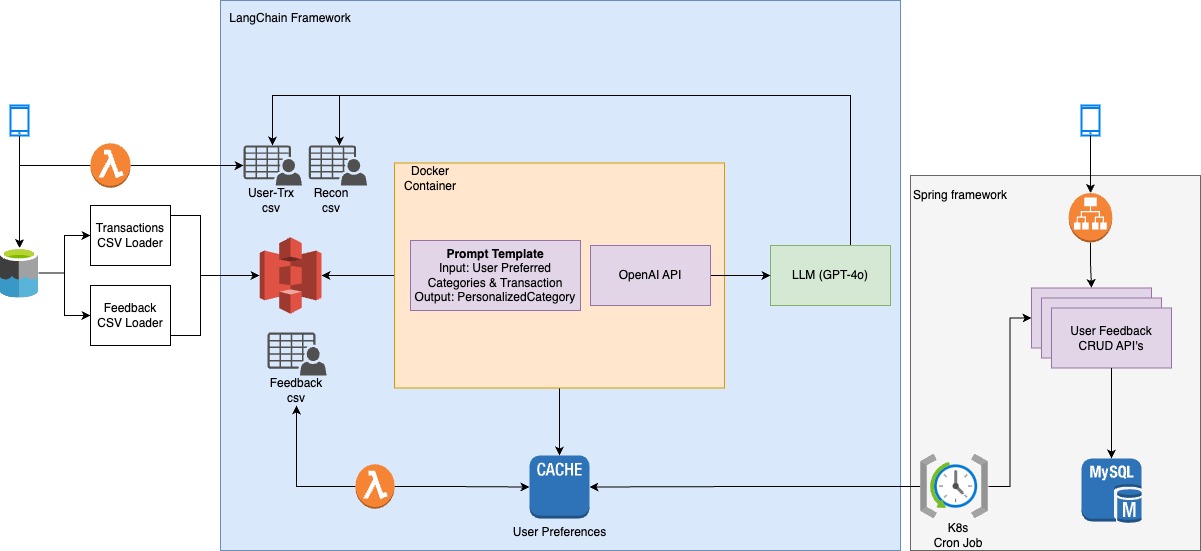 LangChain Framework
User-Trx
csv
Recon
csv
Docker
Container
Spring framework
Transactions
CSV Loader
Feedback
CSV Loader
Prompt Template
Input: User Preferred
Categories & Transaction
Output: PersonalizedCategory
OpenAI API
LLM (GPT-4o)
User Feedback
CRUD API's
Feedback
csv
CACHE
User Preferences
K8s
Cron Job
MySQL
M